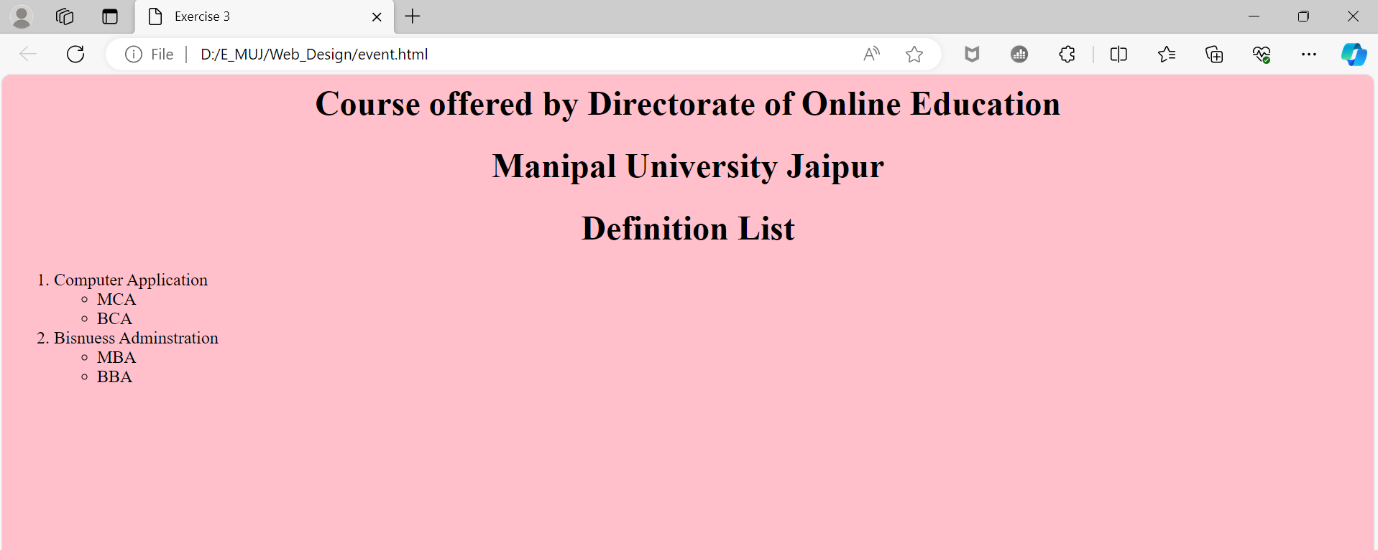 Exercise 3
File | D:/E_MUJ/Web_Design/event.html
Course offered by Directorate of Online Education
Manipal University Jaipur
Definition List
1. Computer Application
MCA
BCA
2. Bisnuess Adminstration
MBA
BBA